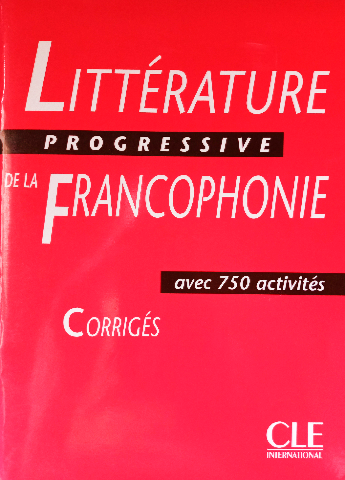 LITTÉRATURE
PROGRESSIVE
DE LA FRANCOPHONIE
avec 750 activités
CORRIGÉS
CLE
INTERNATIONAL